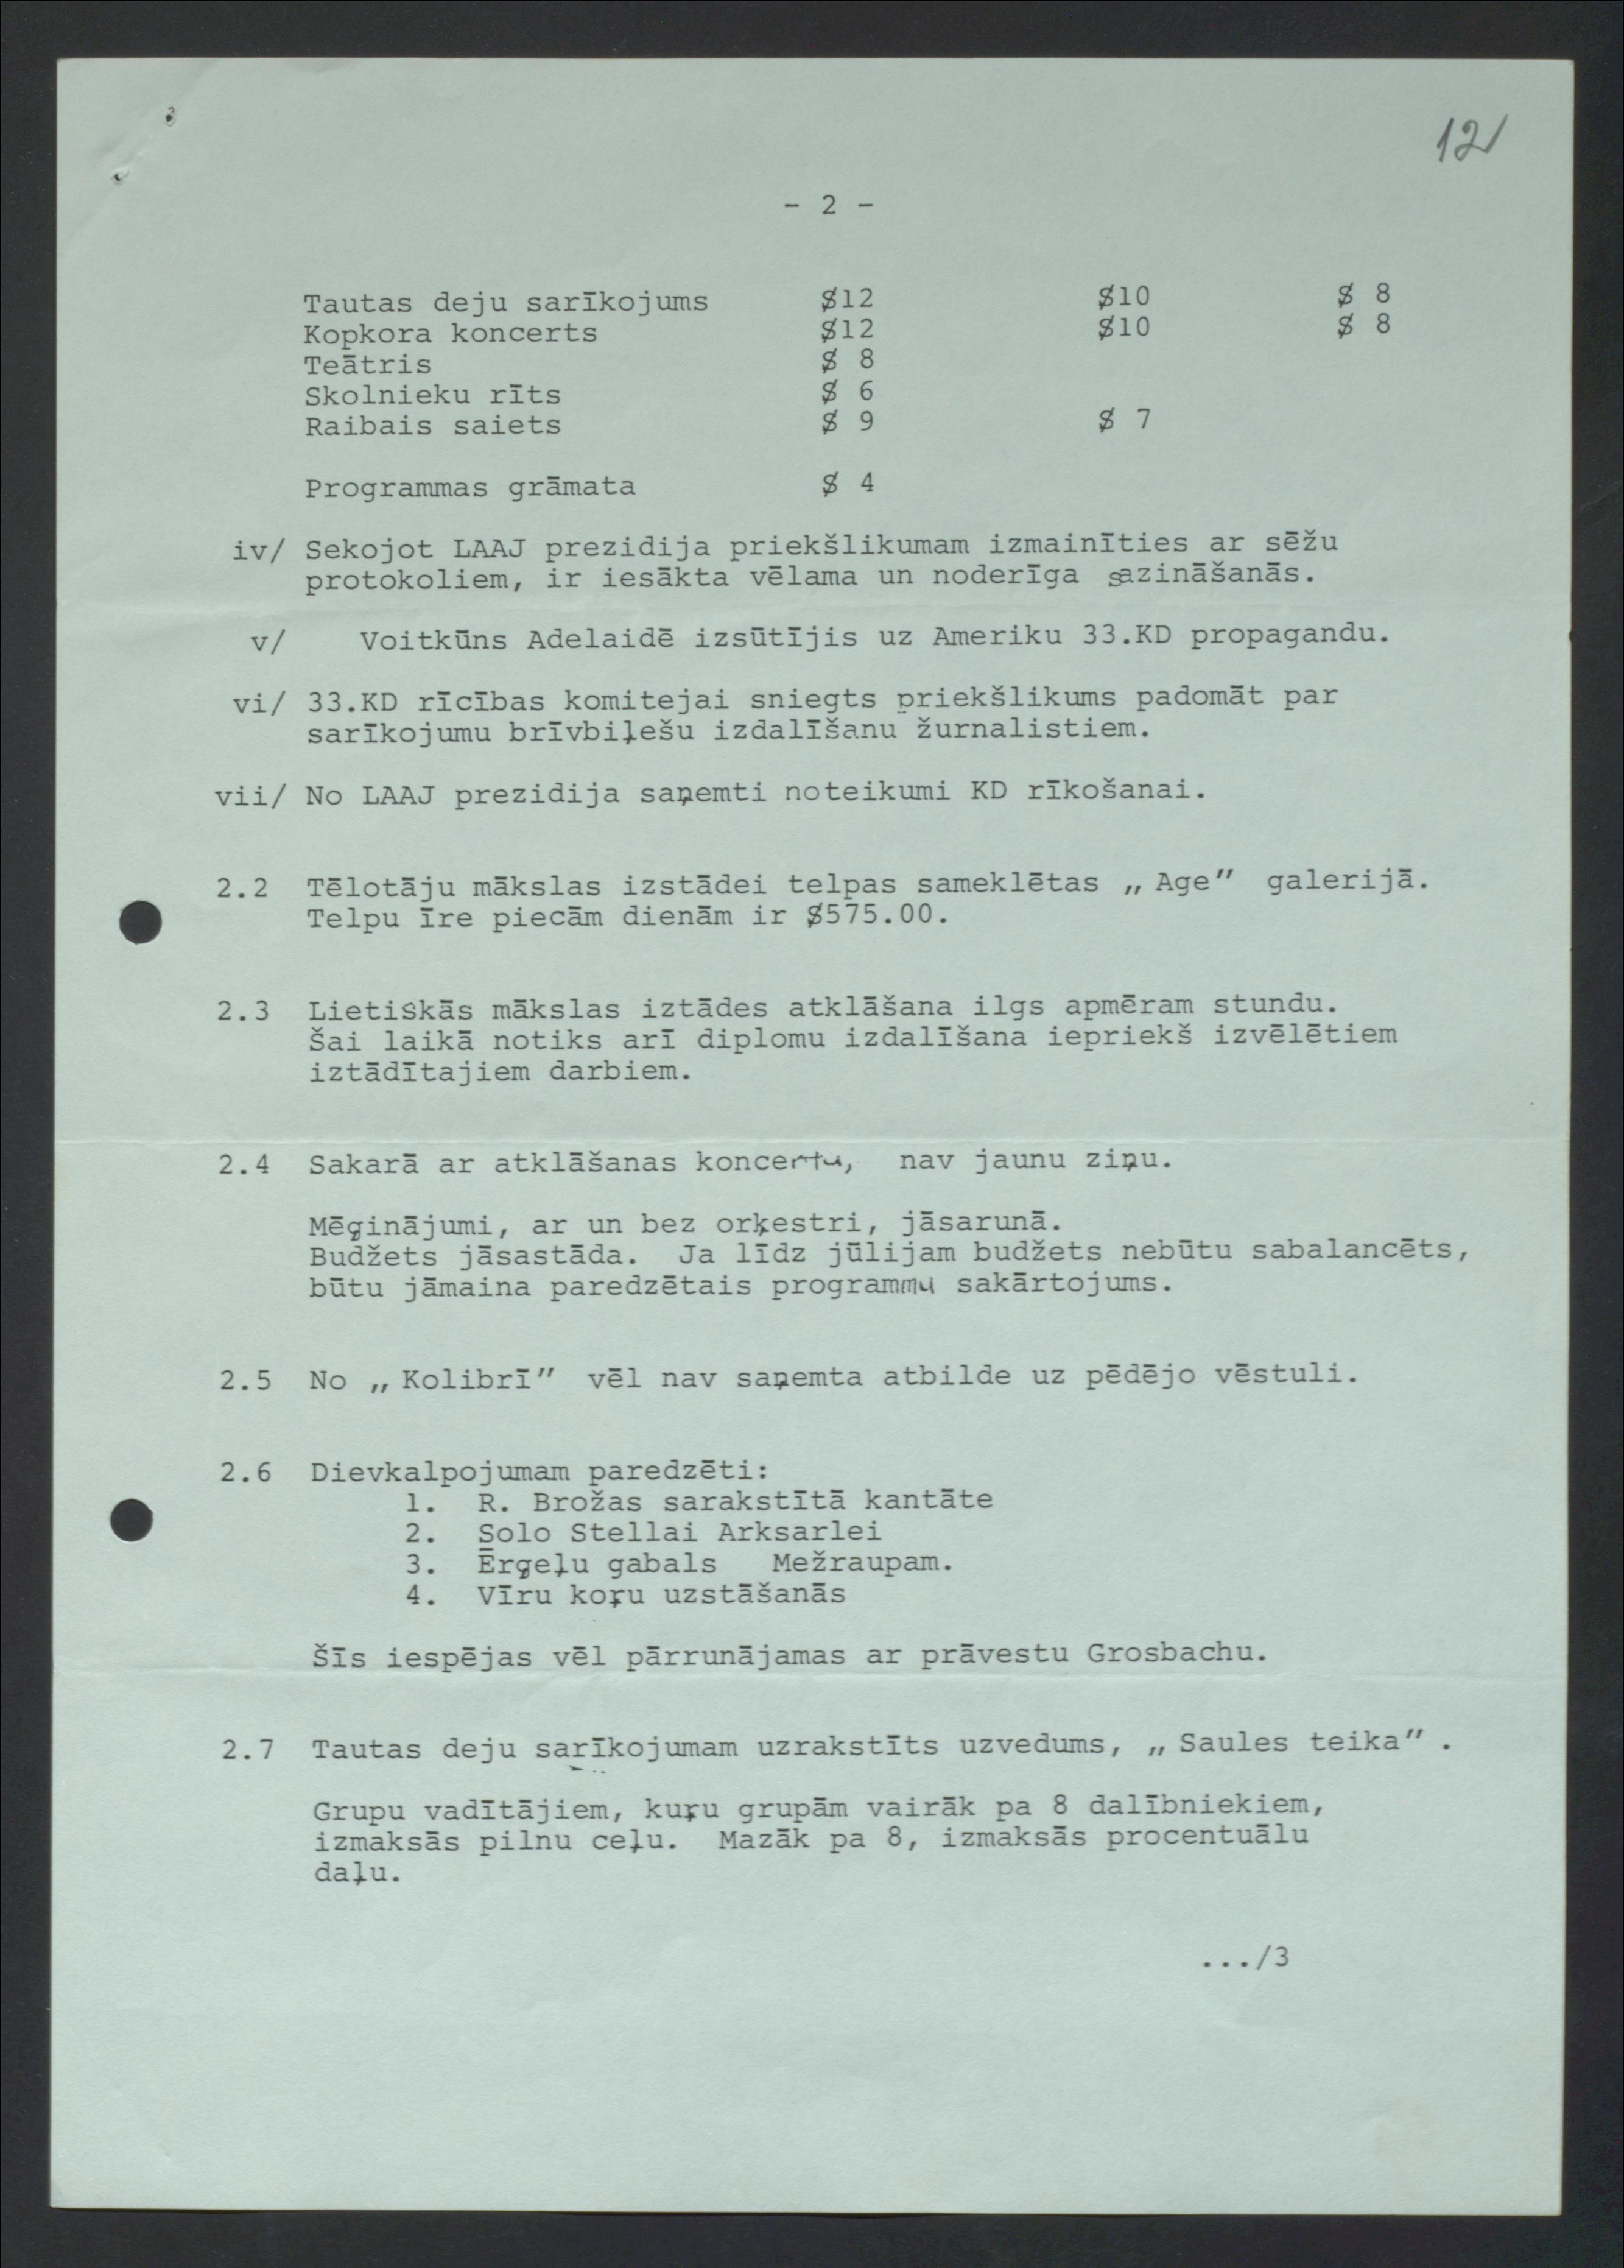 12
- 2 -
Tautas deju sarīkojums $12 $10 $ 8
Kopkora koncerts $12 $10 $ 8
Teātris $ 8
Skolnieku rīts $ 6
Raibais saiets $ 9 $ 7
Programmas grāmata $ 4
iv/ Sekojot LAAJ prezidija priekšlikumam izmainīties ar sēžu
protokoliem, ir iesākta vēlama un noderīga sazināšanās.
v/ Voitkūns Adelaidē izsūtījis uz Ameriku 33.KD propagandu.
vi/ 33.KD rīcības komitejai sniegts priekšlikums padomāt par
sarīkojumu brīvbiļešu izdalīšanu žurnalistiem.
vii/ No LAAJ prezidija saņemti noteikumi KD rīkošanai.
2.2 Tēlotāju mākslas izstādei telpas sameklētas „Age” galerijā.
Telpu īre piecām dienām ir $575.00.
2.3 Lietiskās mākslas iztādes atklāšana ilgs apmēram stundu.
Šai laikā notiks arī diplomu izdalīšana iepriekš izvēlētiem
iztādītajiem darbiem.
2.4 Sakarā ar atklāšanas koncertu, nav jaunu ziņu.
Mēģinājumi, ar un bez orķestri, jāsarunā.
Budžets jāsastāda. Ja līdz jūlijam budžets nebūtu sabalancēts,
būtu jāmaina paredzētais programmu sakārtojums.
2.5 No „Kolibrī” vēl nav saņemta atbilde uz pēdējo vēstuli.
2.6 Dievkalpojumam paredzēti:
1. R. Brožas sarakstītā kantāte
2. Solo Stellai Arksarlei
3. Ērģeļu gabals Mežraupam.
4. Vīru koŗu uzstāšanās
Šīs iespējas vēl pārrunājamas ar prāvestu Grosbachu.
2.7 Tautas deju sarīkojumam uzrakstīts uzvedums, „Saules teika” .
Grupu vadītājiem, kuŗu grupām vairāk pa 8 dalībniekiem,
izmaksās pilnu ceļu. Mazāk pa 8, izmaksās procentuālu
daļu.
.../3